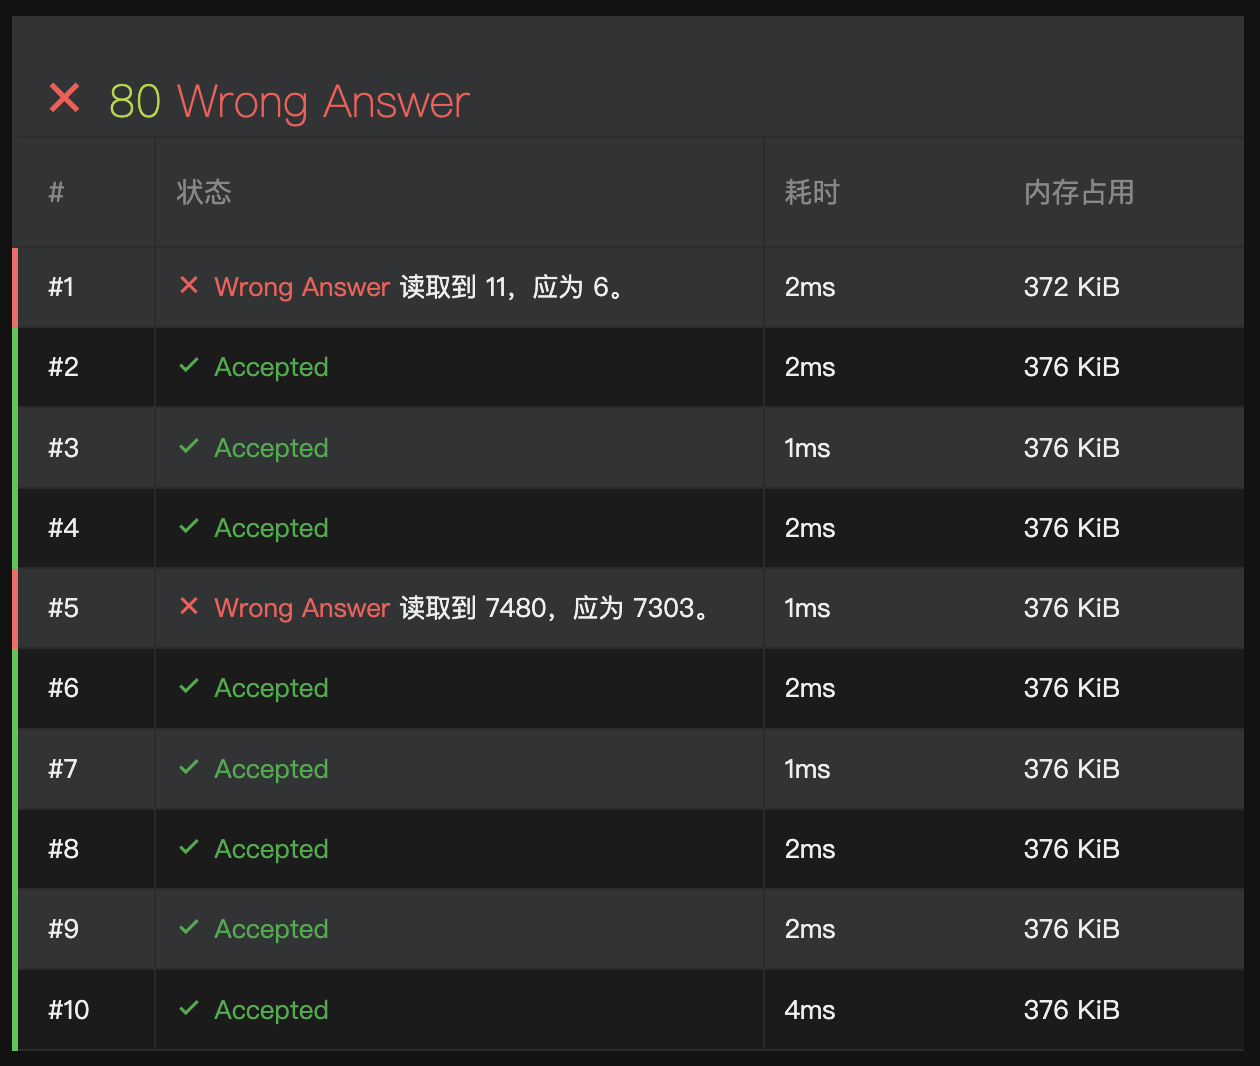 80 Wrong Answer
# 状态 耗时 内存占用
#1 Wrong Answer 读取到 11，应为 6。 2ms 372 KiB
#2 Accepted 2ms 376 KiB
#3 Accepted 1ms 376 KiB
#4 Accepted 2ms 376 KiB
#5 Wrong Answer 读取到 7480，应为 7303。 1ms 376 KiB
#6 Accepted 2ms 376 KiB
#7 Accepted 1ms 376 KiB
#8 Accepted 2ms 376 KiB
#9 Accepted 2ms 376 KiB
#10 Accepted 4ms 376 KiB